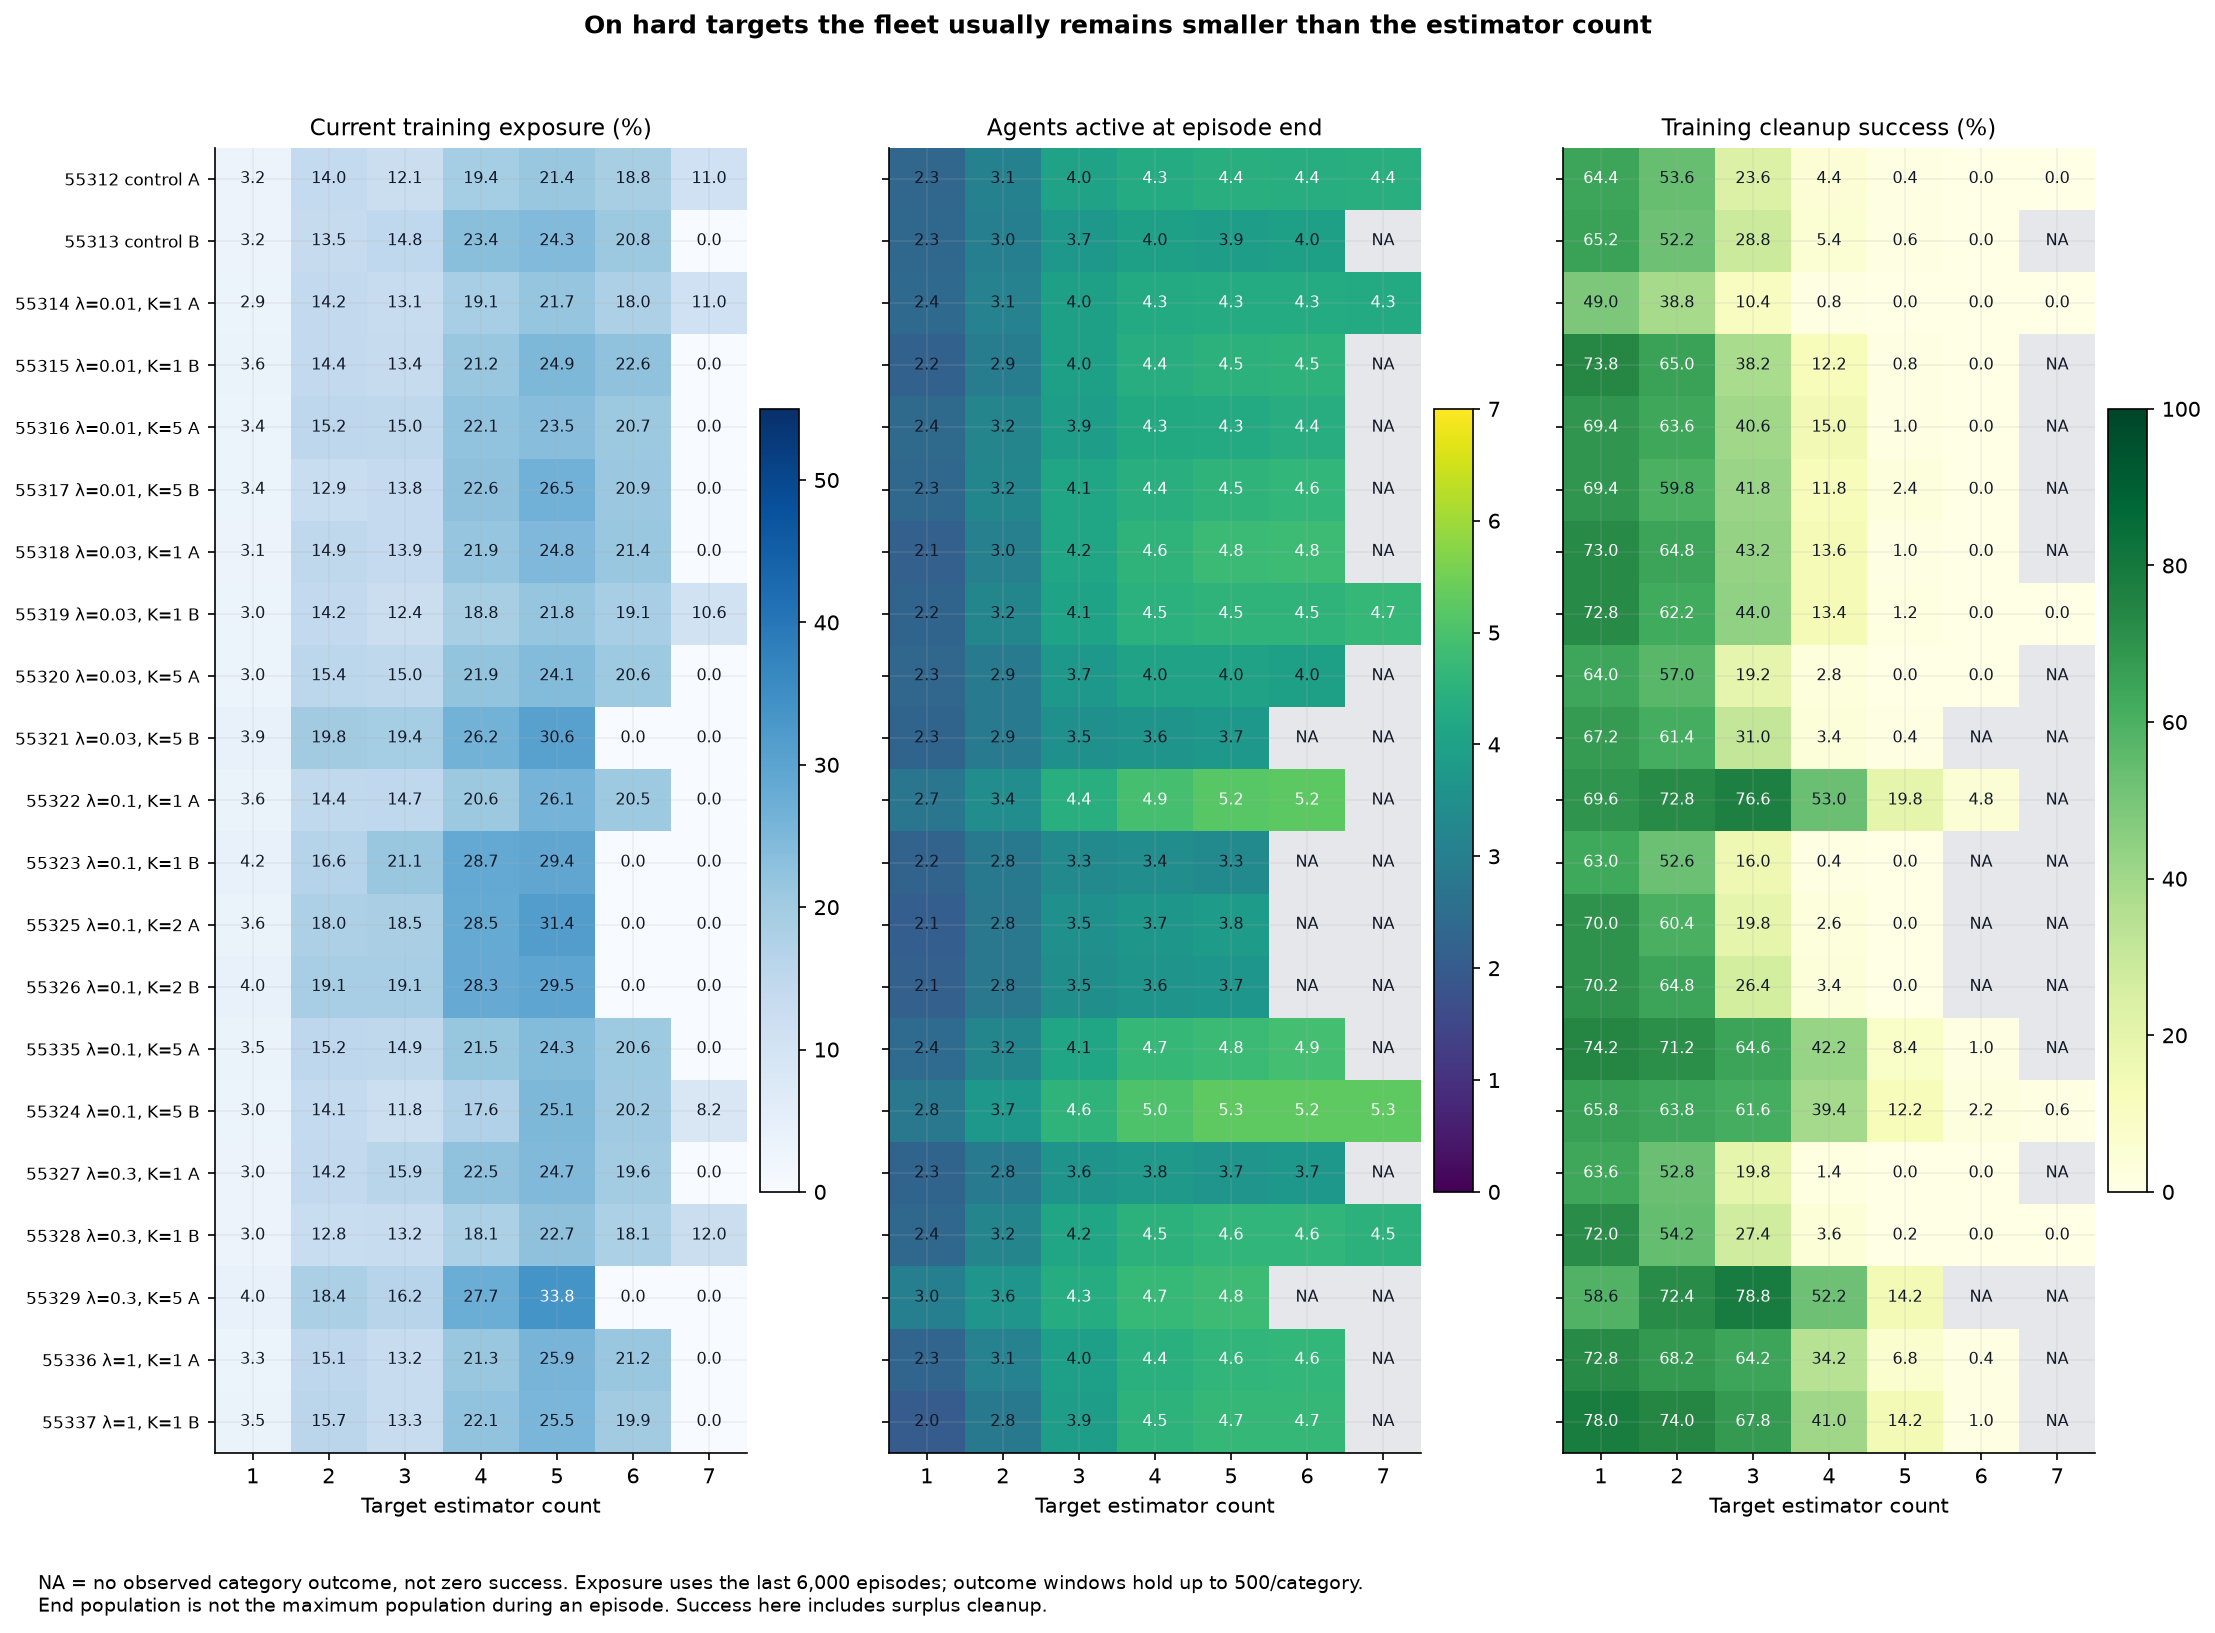 On hard targets the fleet usually remains smaller than the estimator count
Current training exposure (%)
Agents active at episode end
Training cleanup success (%)
55312 control A 3.2 14.0 12.1 19.4 21.4 18.8 11.0 2.3 3.1 4.0 4.3 4.4 4.4 4.4 64.4 53.6 23.6 4.4 0.4 0.0 0.0
55313 control B 3.2 13.5 14.8 23.4 24.3 20.8 0.0 2.3 3.0 3.7 4.0 3.9 4.0 NA 65.2 52.2 28.8 5.4 0.6 0.0 NA
55314 λ=0.01, K=1 A 2.9 14.2 13.1 19.1 21.7 18.0 11.0 2.4 3.1 4.0 4.3 4.3 4.3 4.3 49.0 38.8 10.4 0.8 0.0 0.0 0.0
55315 λ=0.01, K=1 B 3.6 14.4 13.4 21.2 24.9 22.6 0.0 2.2 2.9 4.0 4.4 4.5 4.5 NA 73.8 65.0 38.2 12.2 0.8 0.0 NA
55316 λ=0.01, K=5 A 3.4 15.2 15.0 22.1 23.5 20.7 0.0 2.4 3.2 3.9 4.3 4.3 4.4 NA 69.4 63.6 40.6 15.0 1.0 0.0 NA
55317 λ=0.01, K=5 B 3.4 12.9 13.8 22.6 26.5 20.9 0.0 2.3 3.2 4.1 4.4 4.5 4.6 NA 69.4 59.8 41.8 11.8 2.4 0.0 NA
55318 λ=0.03, K=1 A 3.1 14.9 13.9 21.9 24.8 21.4 0.0 2.1 3.0 4.2 4.6 4.8 4.8 NA 73.0 64.8 43.2 13.6 1.0 0.0 NA
55319 λ=0.03, K=1 B 3.0 14.2 12.4 18.8 21.8 19.1 10.6 2.2 3.2 4.1 4.5 4.5 4.5 4.7 72.8 62.2 44.0 13.4 1.2 0.0 0.0
55320 λ=0.03, K=5 A 3.0 15.4 15.0 21.9 24.1 20.6 0.0 2.3 2.9 3.7 4.0 4.0 4.0 NA 64.0 57.0 19.2 2.8 0.0 0.0 NA
55321 λ=0.03, K=5 B 3.9 19.8 19.4 26.2 30.6 0.0 0.0 2.3 2.9 3.5 3.6 3.7 NA NA 67.2 61.4 31.0 3.4 0.4 NA NA
55322 λ=0.1, K=1 A 3.6 14.4 14.7 20.6 26.1 20.5 0.0 2.7 3.4 4.4 4.9 5.2 5.2 NA 69.6 72.8 76.6 53.0 19.8 4.8 NA
55323 λ=0.1, K=1 B 4.2 16.6 21.1 28.7 29.4 0.0 0.0 2.2 2.8 3.3 3.4 3.3 NA NA 63.0 52.6 16.0 0.4 0.0 NA NA
55325 λ=0.1, K=2 A 3.6 18.0 18.5 28.5 31.4 0.0 0.0 2.1 2.8 3.5 3.7 3.8 NA NA 70.0 60.4 19.8 2.6 0.0 NA NA
55326 λ=0.1, K=2 B 4.0 19.1 19.1 28.3 29.5 0.0 0.0 2.1 2.8 3.5 3.6 3.7 NA NA 70.2 64.8 26.4 3.4 0.0 NA NA
55335 λ=0.1, K=5 A 3.5 15.2 14.9 21.5 24.3 20.6 0.0 2.4 3.2 4.1 4.7 4.8 4.9 NA 74.2 71.2 64.6 42.2 8.4 1.0 NA
55324 λ=0.1, K=5 B 3.0 14.1 11.8 17.6 25.1 20.2 8.2 2.8 3.7 4.6 5.0 5.3 5.2 5.3 65.8 63.8 61.6 39.4 12.2 2.2 0.6
55327 λ=0.3, K=1 A 3.0 14.2 15.9 22.5 24.7 19.6 0.0 2.3 2.8 3.6 3.8 3.7 3.7 NA 63.6 52.8 19.8 1.4 0.0 0.0 NA
55328 λ=0.3, K=1 B 3.0 12.8 13.2 18.1 22.7 18.1 12.0 2.4 3.2 4.2 4.5 4.6 4.6 4.5 72.0 54.2 27.4 3.6 0.2 0.0 0.0
55329 λ=0.3, K=5 A 4.0 18.4 16.2 27.7 33.8 0.0 0.0 3.0 3.6 4.3 4.7 4.8 NA NA 58.6 72.4 78.8 52.2 14.2 NA NA
55336 λ=1, K=1 A 3.3 15.1 13.2 21.3 25.9 21.2 0.0 2.3 3.1 4.0 4.4 4.6 4.6 NA 72.8 68.2 64.2 34.2 6.8 0.4 NA
55337 λ=1, K=1 B 3.5 15.7 13.3 22.1 25.5 19.9 0.0 2.0 2.8 3.9 4.5 4.7 4.7 NA 78.0 74.0 67.8 41.0 14.2 1.0 NA
50
40
30
20
10
0
7
6
5
4
3
2
1
0
100
80
60
40
20
0
1 2 3 4 5 6 7
1 2 3 4 5 6 7
1 2 3 4 5 6 7
Target estimator count
Target estimator count
Target estimator count
NA = no observed category outcome, not zero success. Exposure uses the last 6,000 episodes; outcome windows hold up to 500/category.
End population is not the maximum population during an episode. Success here includes surplus cleanup.